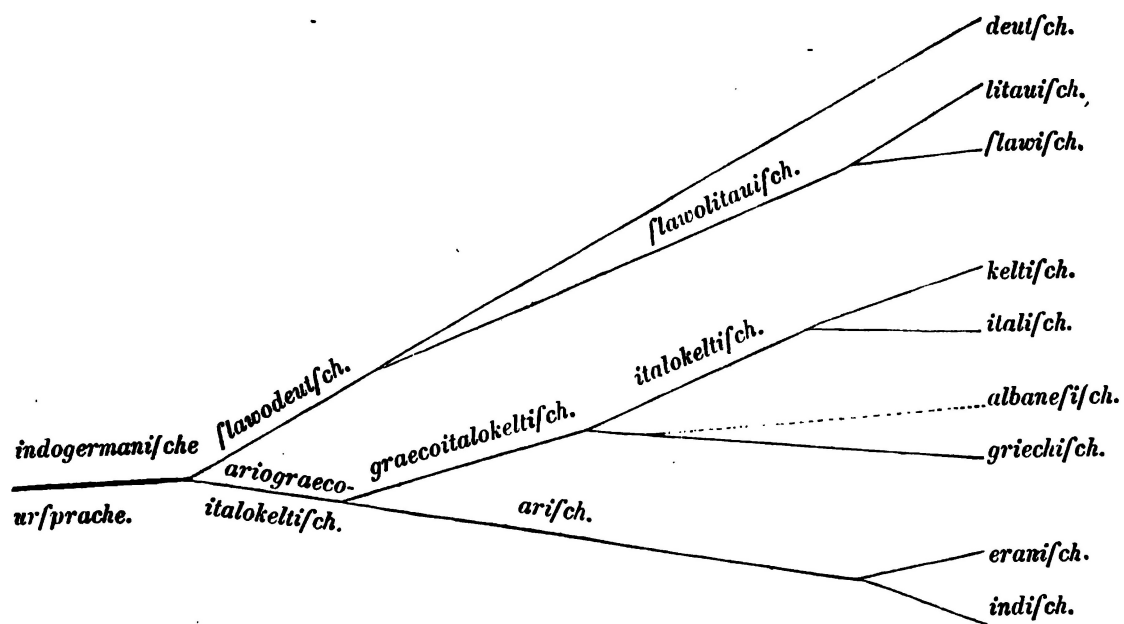 deutſch.
litauiſch.
ſlawiſch.
ſlawolitauiſch.
keltiſch.
italiſch.
italokeltiſch.
ſlawodeutſch.
albaneſiſch.
graecoitalokeltiſch.
griechiſch.
indogermaniſche
urſprache.
ariograeco-
italokeltiſch.
ariſch.
eraniſch.
indiſch.